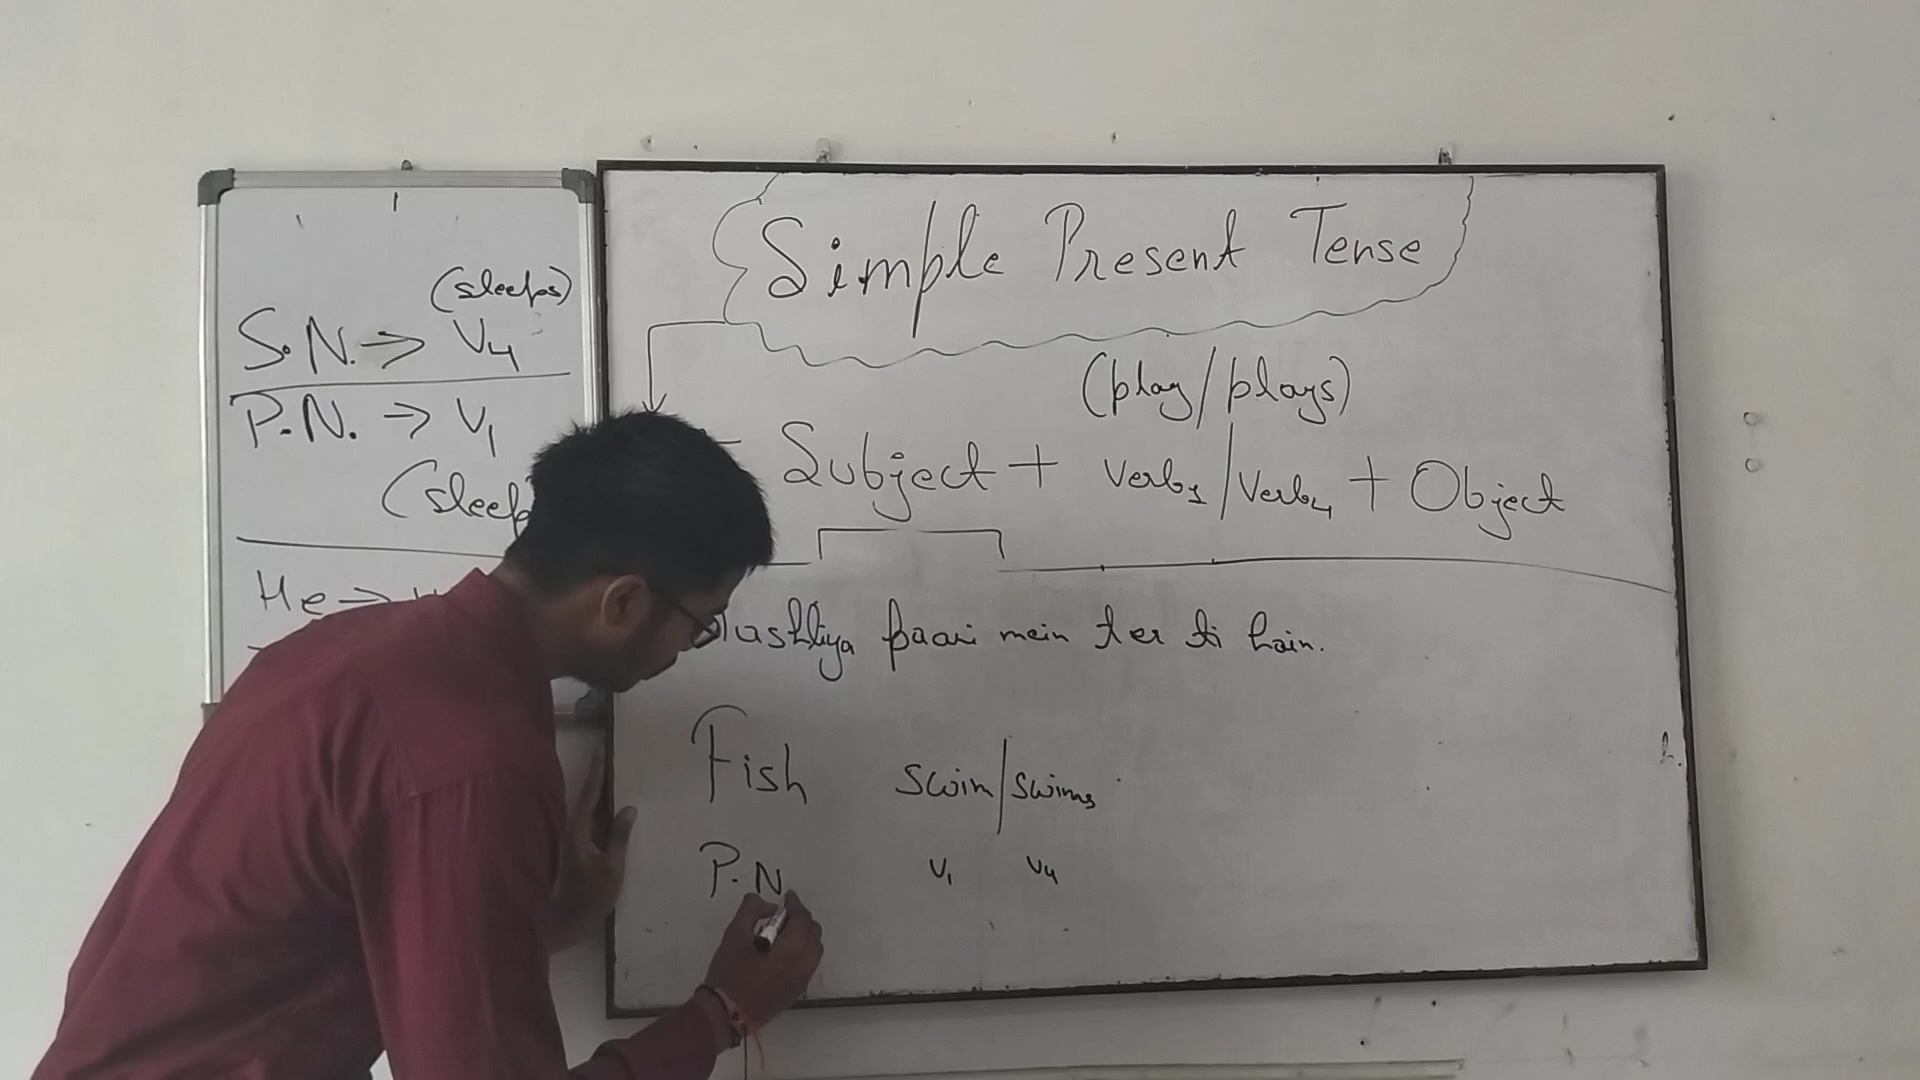 (sleeps)
S.N. → V4
P.N. → V1
(sleep
He →
Simple Present Tense
(play/plays)
Subject + Verb1/Verb4 + Object
paani mein ter ti hain.
Fish swim/swims
P.N V1 V4